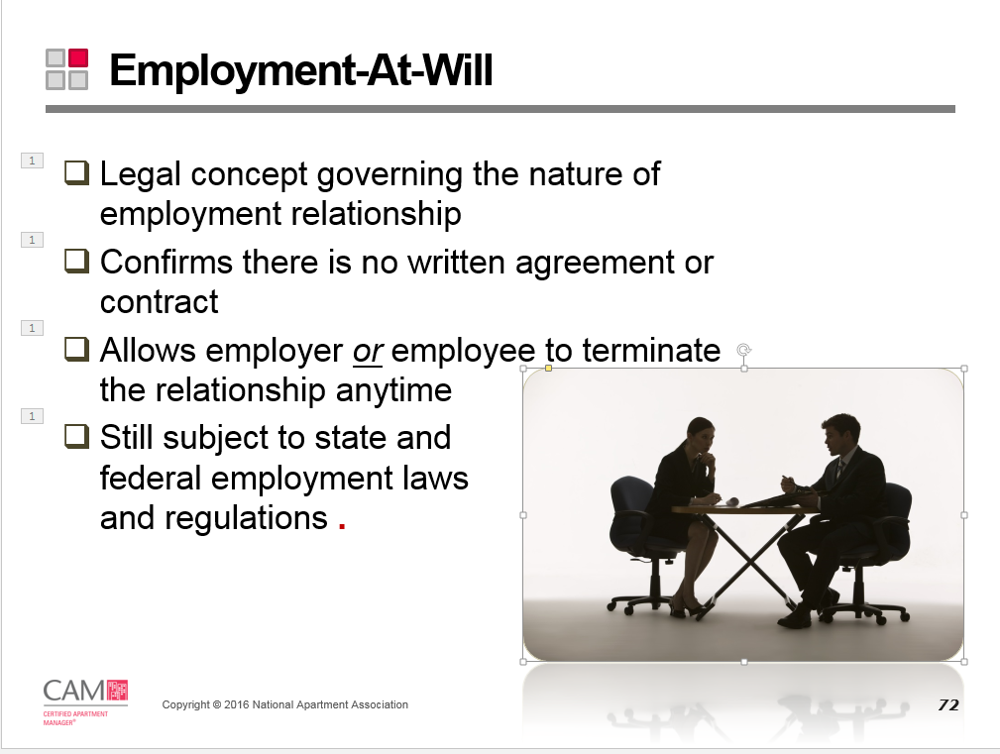 Employment-At-Will
1
❑ Legal concept governing the nature of
employment relationship
1
❑ Confirms there is no written agreement or
contract
1
❑ Allows employer or employee to terminate
the relationship anytime
1
❑ Still subject to state and
federal employment laws
and regulations .
CAM
CERTIFIED APARTMENT
MANAGER®
Copyright © 2016 National Apartment Association
72